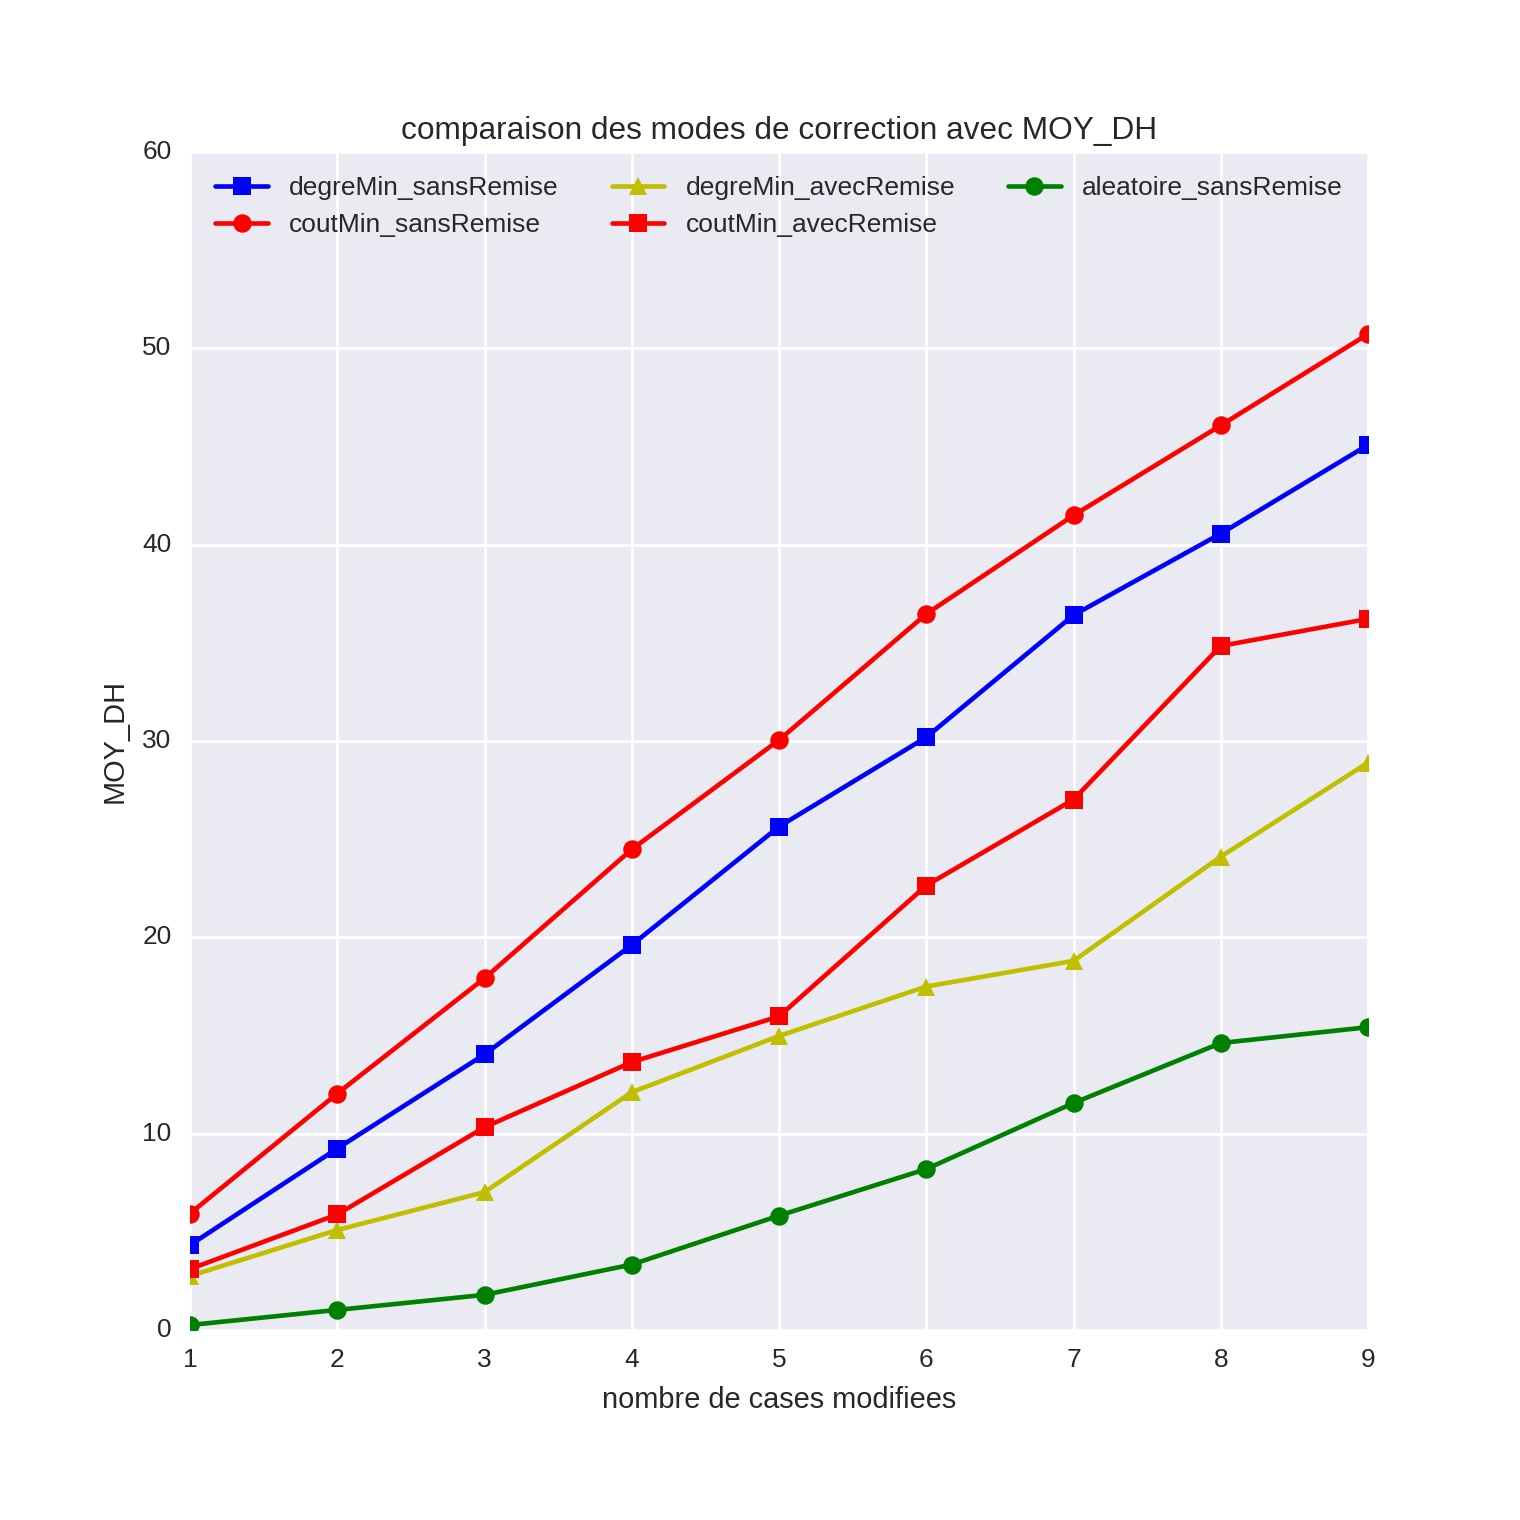 comparaison des modes de correction avec MOY_DH
degreMin_sansRemise
coutMin_sansRemise
degreMin_avecRemise
coutMin_avecRemise
aleatoire_sansRemise
MOY_DH
60
50
40
30
20
10
0
1 2 3 4 5 6 7 8 9
nombre de cases modifiees